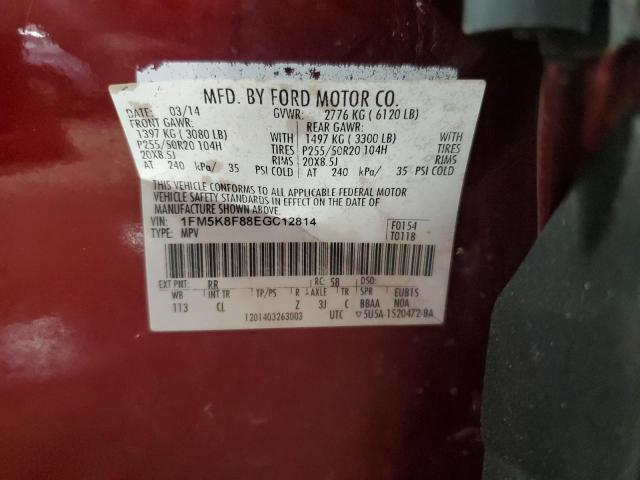 MFD. BY FORD MOTOR CO.
DATE: 03/14 GVWR: 2776 KG ( 6120 LB)
FRONT GAWR: REAR GAWR:
1397 KG ( 3080 LB) WITH 1497 KG ( 3300 LB) WITH
P255/50R20 104H TIRES P255/50R20 104H TIRES
20X8.5J RIMS 20X8.5J RIMS
AT 240 kPa/ 35 PSI COLD AT 240 kPa/ 35 PSI COLD
THIS VEHICLE CONFORMS TO ALL APPLICABLE FEDERAL MOTOR
VEHICLE SAFETY STANDARDS IN EFFECT ON THE DATE OF
MANUFACTURE SHOWN ABOVE.
VIN: 1FM5K8F88EGC12814 F0154
TYPE: MPV T0118
EXT PNT: RR RC: 58 DSO:
WB INT TR TP/PS R AXLE TR SPR EUB15
113 CL Z 3J C BBAA NOA
1201403263003 UTC ▽5U5A-1520472-BA